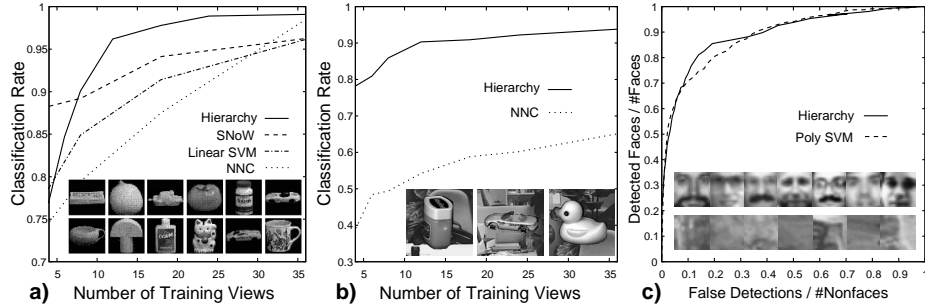 1
0.95
0.9
0.85
0.8
0.75
0.7
5 10 15 20 25 30 35
Classification Rate
Hierarchy
SNoW
Linear SVM
NNC
a) Number of Training Views
1
0.9
0.8
0.7
0.6
0.5
0.4
0.3
5 10 15 20 25 30 35
Classification Rate
Hierarchy
NNC
b) Number of Training Views
1
0.9
0.8
0.7
0.6
0.5
0.4
0.3
0.2
0.1
0
0 0.1 0.2 0.3 0.4 0.5 0.6 0.7 0.8 0.9 1
Detected Faces / #Faces
Hierarchy
Poly SVM
c) False Detections / #Nonfaces